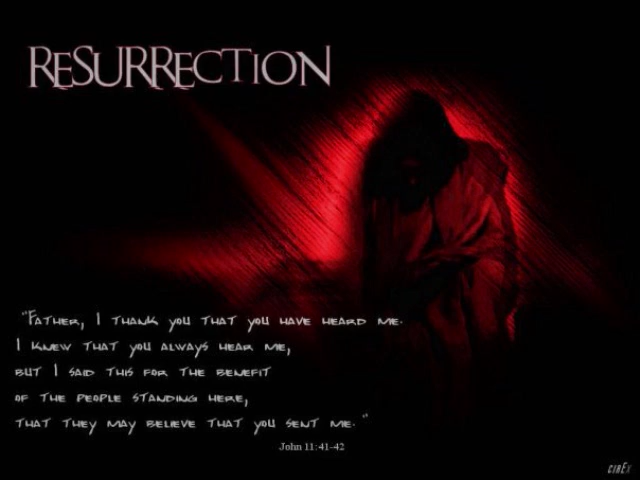 RESURRECTION
"Father, I thank you that you have heard me.
I knew that you always hear me,
but I said this for the benefit
of the people standing here,
that they may believe that you sent me."
John 11:41-42